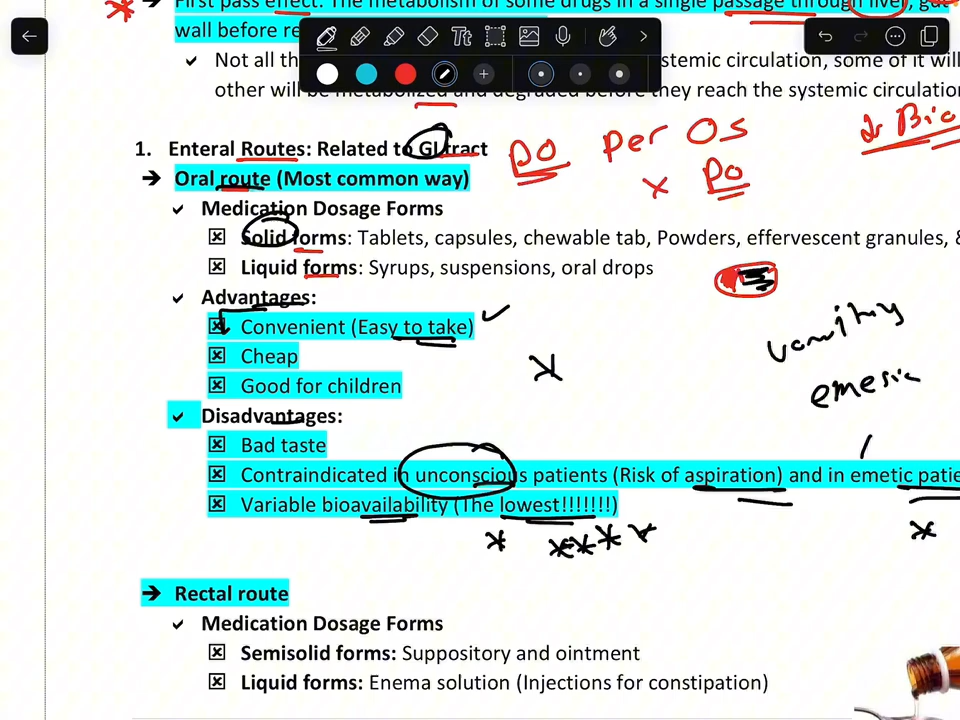 First pass effect: The metabolism of some drugs in a single passage through liver, gut
wall before re
Tt
Not all th stemic circulation, some of it will
other will be metabolized and degraded before they reach the systemic circulation
1. Enteral Routes: Related to GI tract
PO Per Os
x Po
→ Oral route (Most common way)
✓ Medication Dosage Forms
Solid forms: Tablets, capsules, chewable tab, Powders, effervescent granules, &
Liquid forms: Syrups, suspensions, oral drops
✓ Advantages:
Convenient (Easy to take)
Cheap
Good for children
vomiting
✓ Disadvantages:
Bad taste
Contraindicated in unconscious patients (Risk of aspiration) and in emetic patie
Variable bioavailability (The lowest!!!!!!!)
→ Rectal route
✓ Medication Dosage Forms
Semisolid forms: Suppository and ointment
Liquid forms: Enema solution (Injections for constipation)